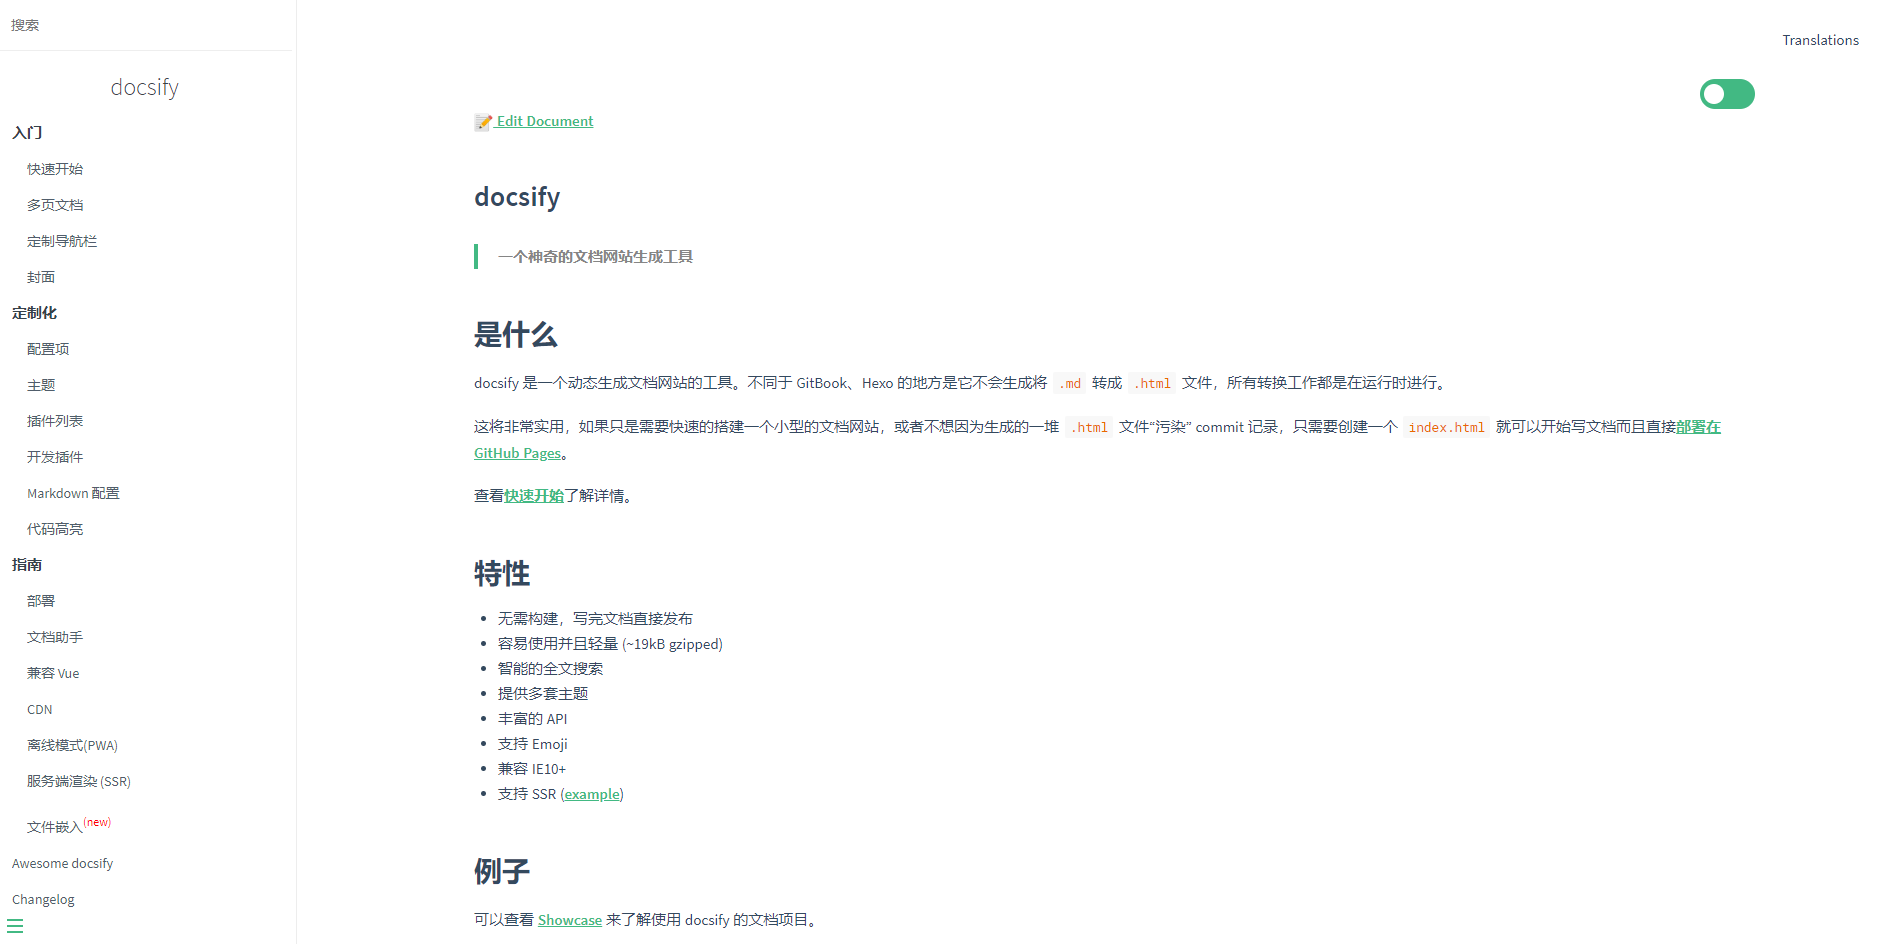 搜索
docsify
入门
快速开始
多页文档
定制导航栏
封面
定制化
配置项
主题
插件列表
开发插件
Markdown 配置
代码高亮
指南
部署
文档助手
兼容 Vue
CDN
离线模式(PWA)
服务端渲染 (SSR)
文件嵌入(new)
Awesome docsify
Changelog
Translations
Edit Document
docsify
一个神奇的文档网站生成工具
是什么
docsify 是一个动态生成文档网站的工具。不同于 GitBook、Hexo 的地方是它不会生成将 .md 转成 .html 文件，所有转换工作都是在运行时进行。
这将非常实用，如果只是需要快速的搭建一个小型的文档网站，或者不想因为生成的一堆 .html 文件“污染” commit 记录，只需要创建一个 index.html 就可以开始写文档而且直接部署在
GitHub Pages。
查看快速开始了解详情。
特性
无需构建，写完文档直接发布
容易使用并且轻量 (~19kB gzipped)
智能的全文搜索
提供多套主题
丰富的 API
支持 Emoji
兼容 IE10+
支持 SSR (example)
例子
可以查看 Showcase 来了解使用 docsify 的文档项目。